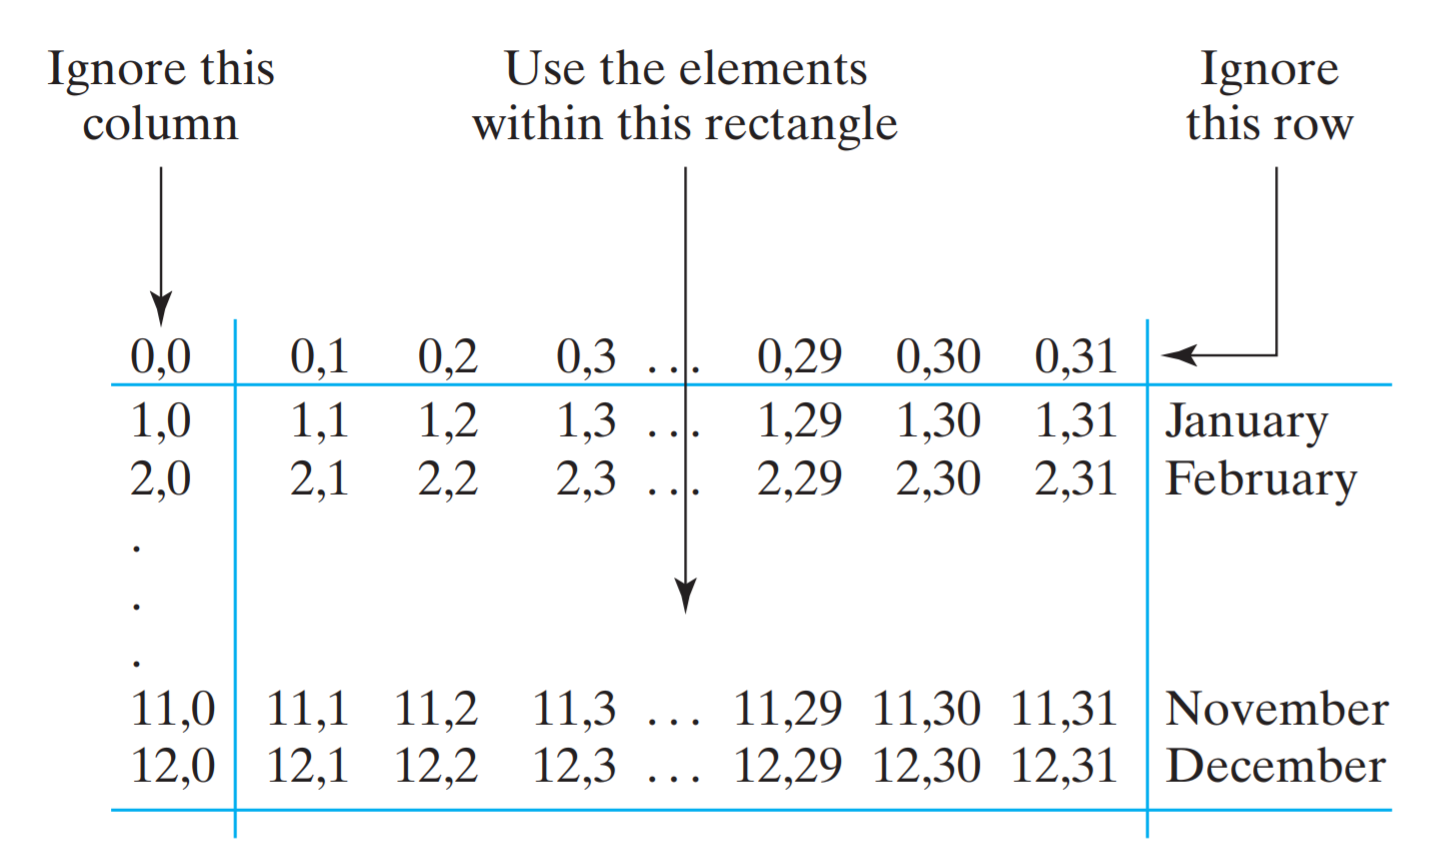 Ignore this
column
Use the elements
within this rectangle
Ignore
this row
0,0 0,1 0,2 0,3 ... 0,29 0,30 0,31
1,0 1,1 1,2 1,3 ... 1,29 1,30 1,31 January
2,0 2,1 2,2 2,3 ... 2,29 2,30 2,31 February
.
.
.
11,0 11,1 11,2 11,3 ... 11,29 11,30 11,31 November
12,0 12,1 12,2 12,3 ... 12,29 12,30 12,31 December